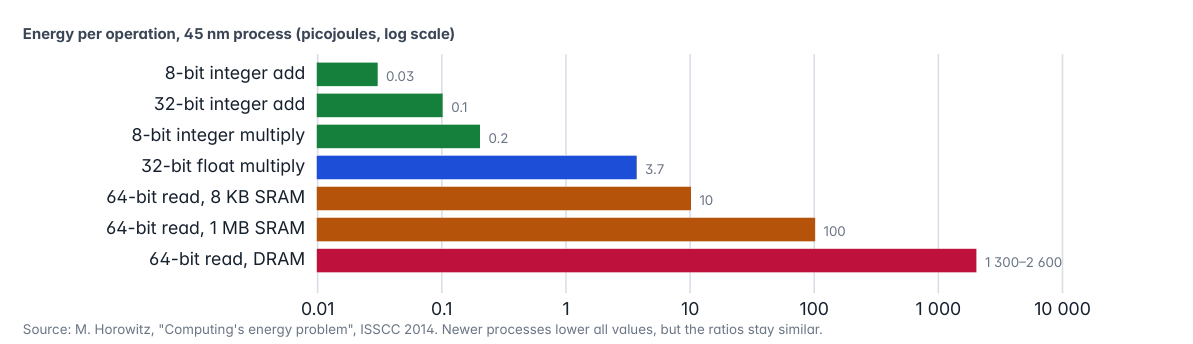 Energy per operation, 45 nm process (picojoules, log scale)
8-bit integer add 0.03
32-bit integer add 0.1
8-bit integer multiply 0.2
32-bit float multiply 3.7
64-bit read, 8 KB SRAM 10
64-bit read, 1 MB SRAM 100
64-bit read, DRAM 1 300–2 600
0.01 0.1 1 10 100 1 000 10 000
Source: M. Horowitz, "Computing's energy problem", ISSCC 2014. Newer processes lower all values, but the ratios stay similar.